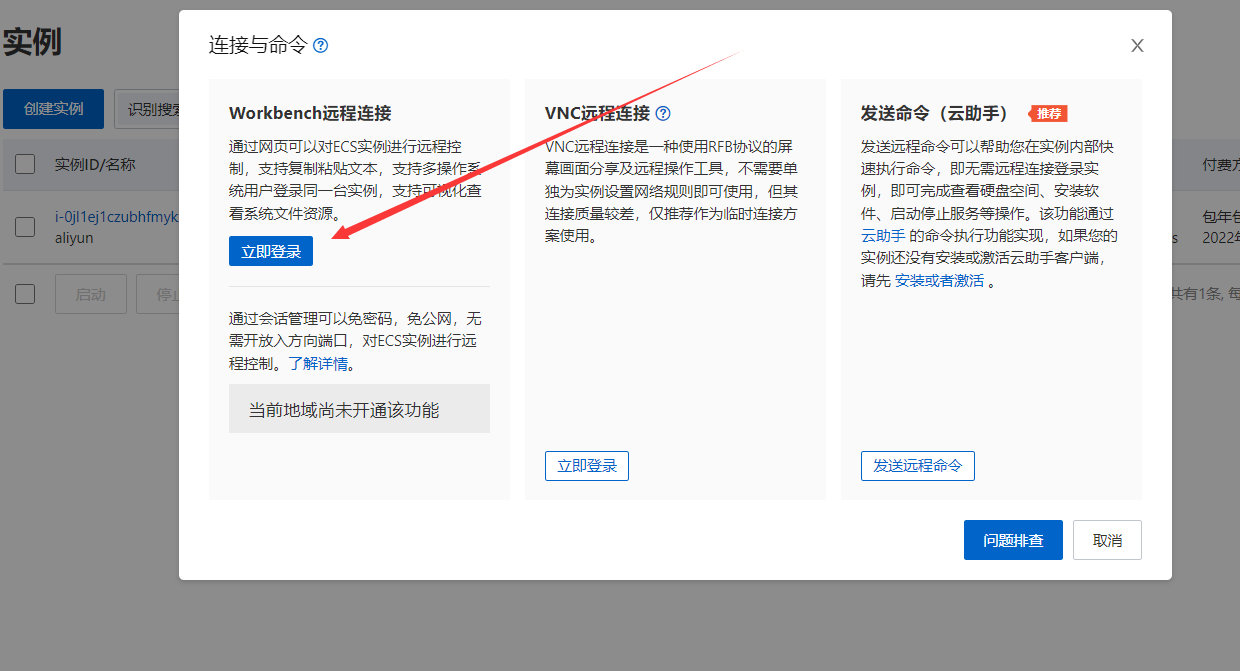 实例
创建实例
识别搜索
实例ID/名称
付费方
i-0jl1ej1czubhfmyk
aliyun
包年包
2022年
s
启动
停止
共有1条, 每
连接与命令
Workbench远程连接
通过网页可以对ECS实例进行远程控
制，支持复制粘贴文本，支持多操作系
统用户登录同一台实例，支持可视化查
看系统文件资源。
立即登录
通过会话管理可以免密码，免公网，无
需开放入方向端口，对ECS实例进行远
程控制。了解详情。
当前地域尚未开通该功能
VNC远程连接
VNC远程连接是一种使用RFB协议的屏
幕画面分享及远程操作工具，不需要单
独为实例设置网络规则即可使用，但其
连接质量较差，仅推荐作为临时连接方
案使用。
立即登录
发送命令（云助手）
推荐
发送远程命令可以帮助您在实例内部快
速执行命令，即无需远程连接登录实
例，即可完成查看硬盘空间、安装软
件、启动停止服务等操作。该功能通过
云助手 的命令执行功能实现，如果您的
实例还没有安装或激活云助手客户端，
请先 安装或者激活 。
发送远程命令
问题排查
取消